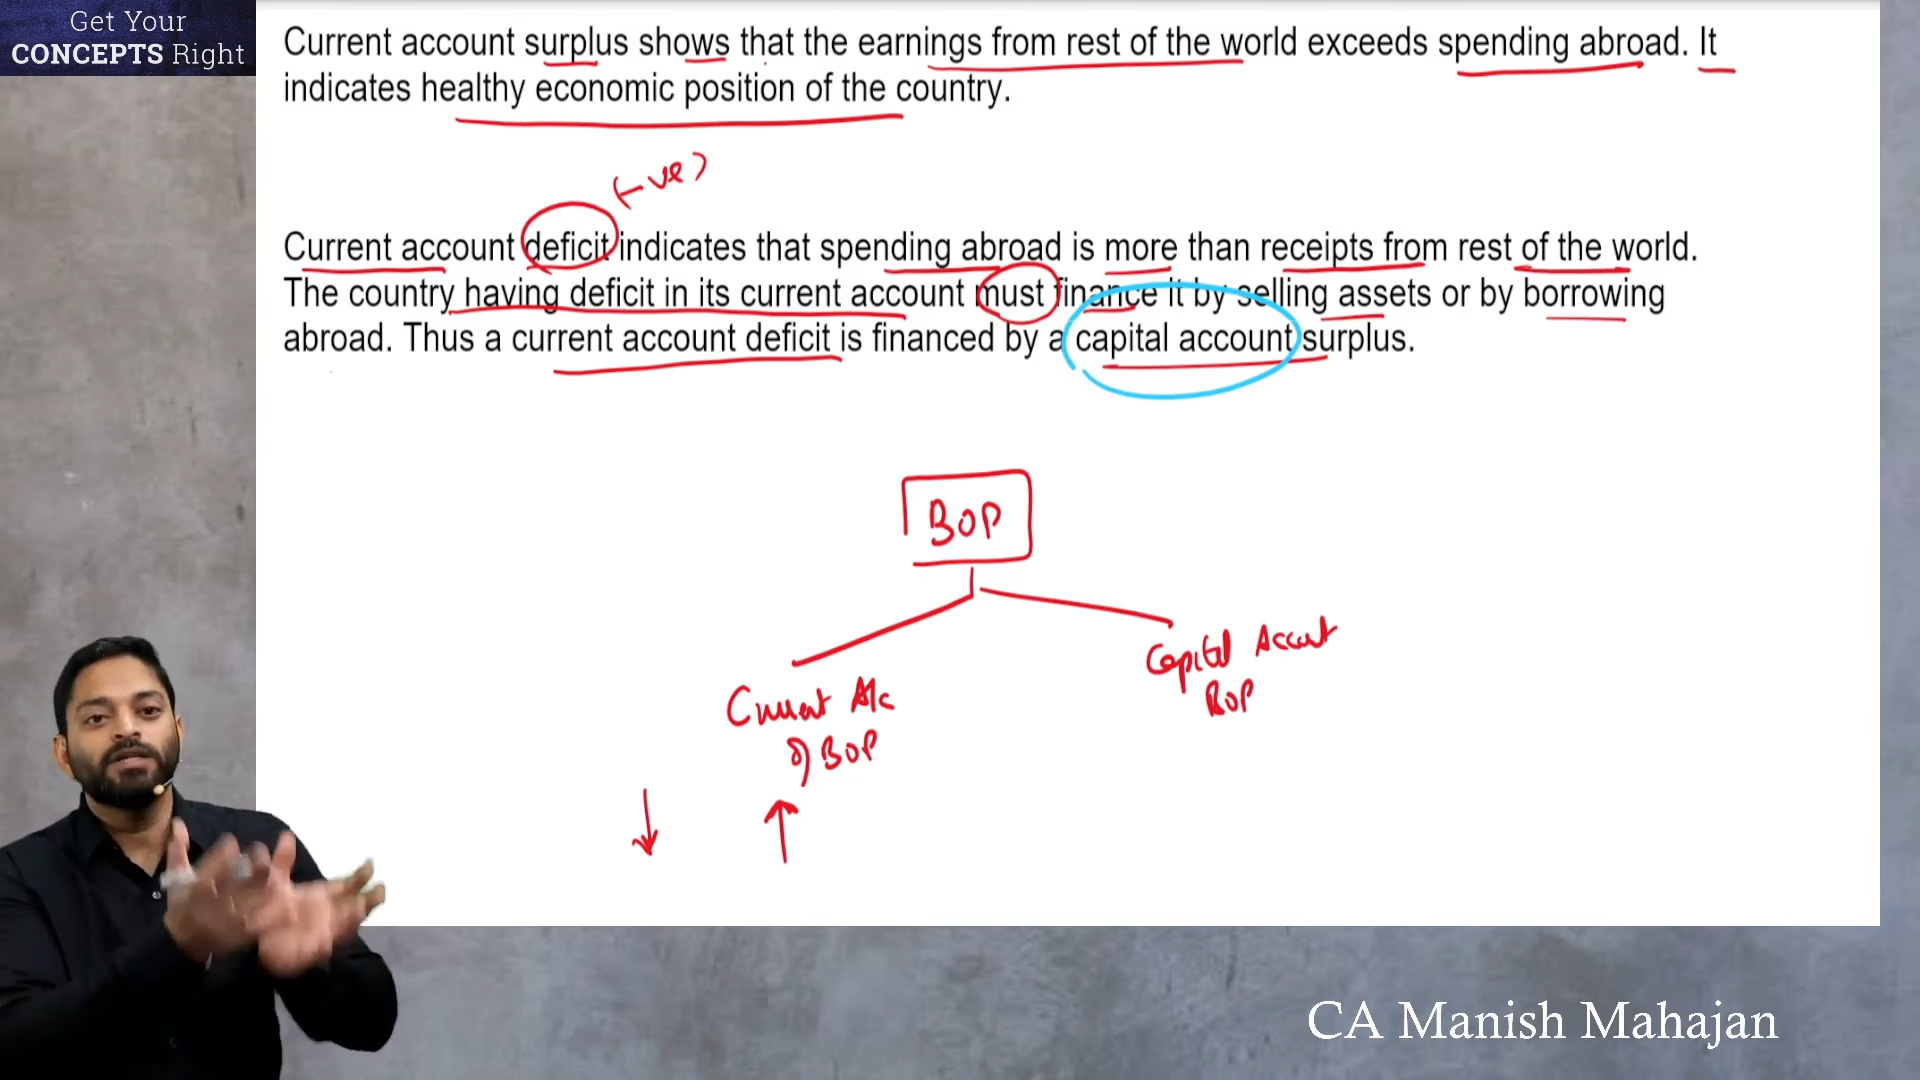 Get Your
CONCEPTS Right
Current account surplus shows that the earnings from rest of the world exceeds spending abroad. It
indicates healthy economic position of the country.
(-ve)
Current account deficit indicates that spending abroad is more than receipts from rest of the world.
The country having deficit in its current account must finance it by selling assets or by borrowing
abroad. Thus a current account deficit is financed by a capital account surplus.
BOP
Current A/c
of BOP
Capital Account
BOP
CA Manish Mahajan